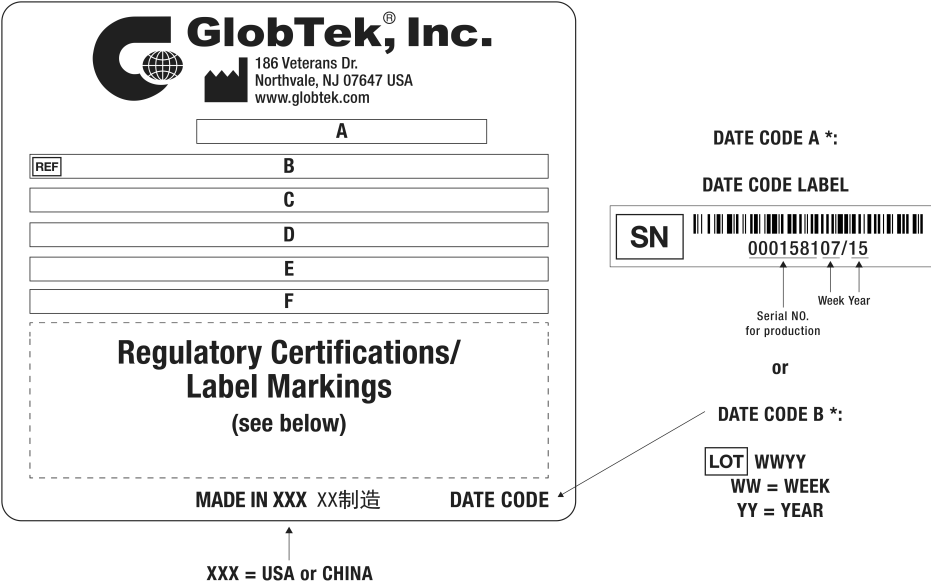 GlobTek, Inc.®
186 Veterans Dr.
Northvale, NJ 07647 USA
www.globtek.com
A
REF B
C
D
E
F
Regulatory Certifications/
Label Markings
(see below)
MADE IN XXX XX制造 DATE CODE
XXX = USA or CHINA
DATE CODE A *:
DATE CODE LABEL
SN
000158107/15
Week Year
Serial NO.
for production
or
DATE CODE B *:
LOT WWYY
WW = WEEK
YY = YEAR